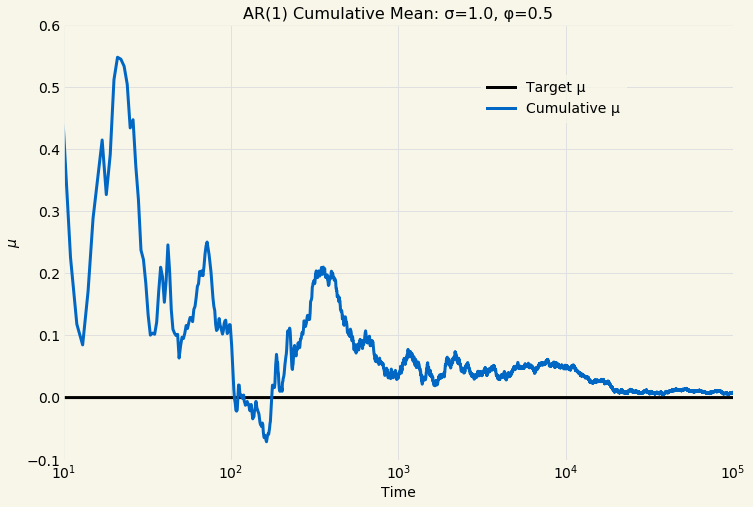 AR(1) Cumulative Mean: σ=1.0, φ=0.5
0.6
0.5
0.4
0.3
0.2
0.1
0.0
−0.1
μ
Target μ
Cumulative μ
10¹ 10² 10³ 10⁴ 10⁵
Time